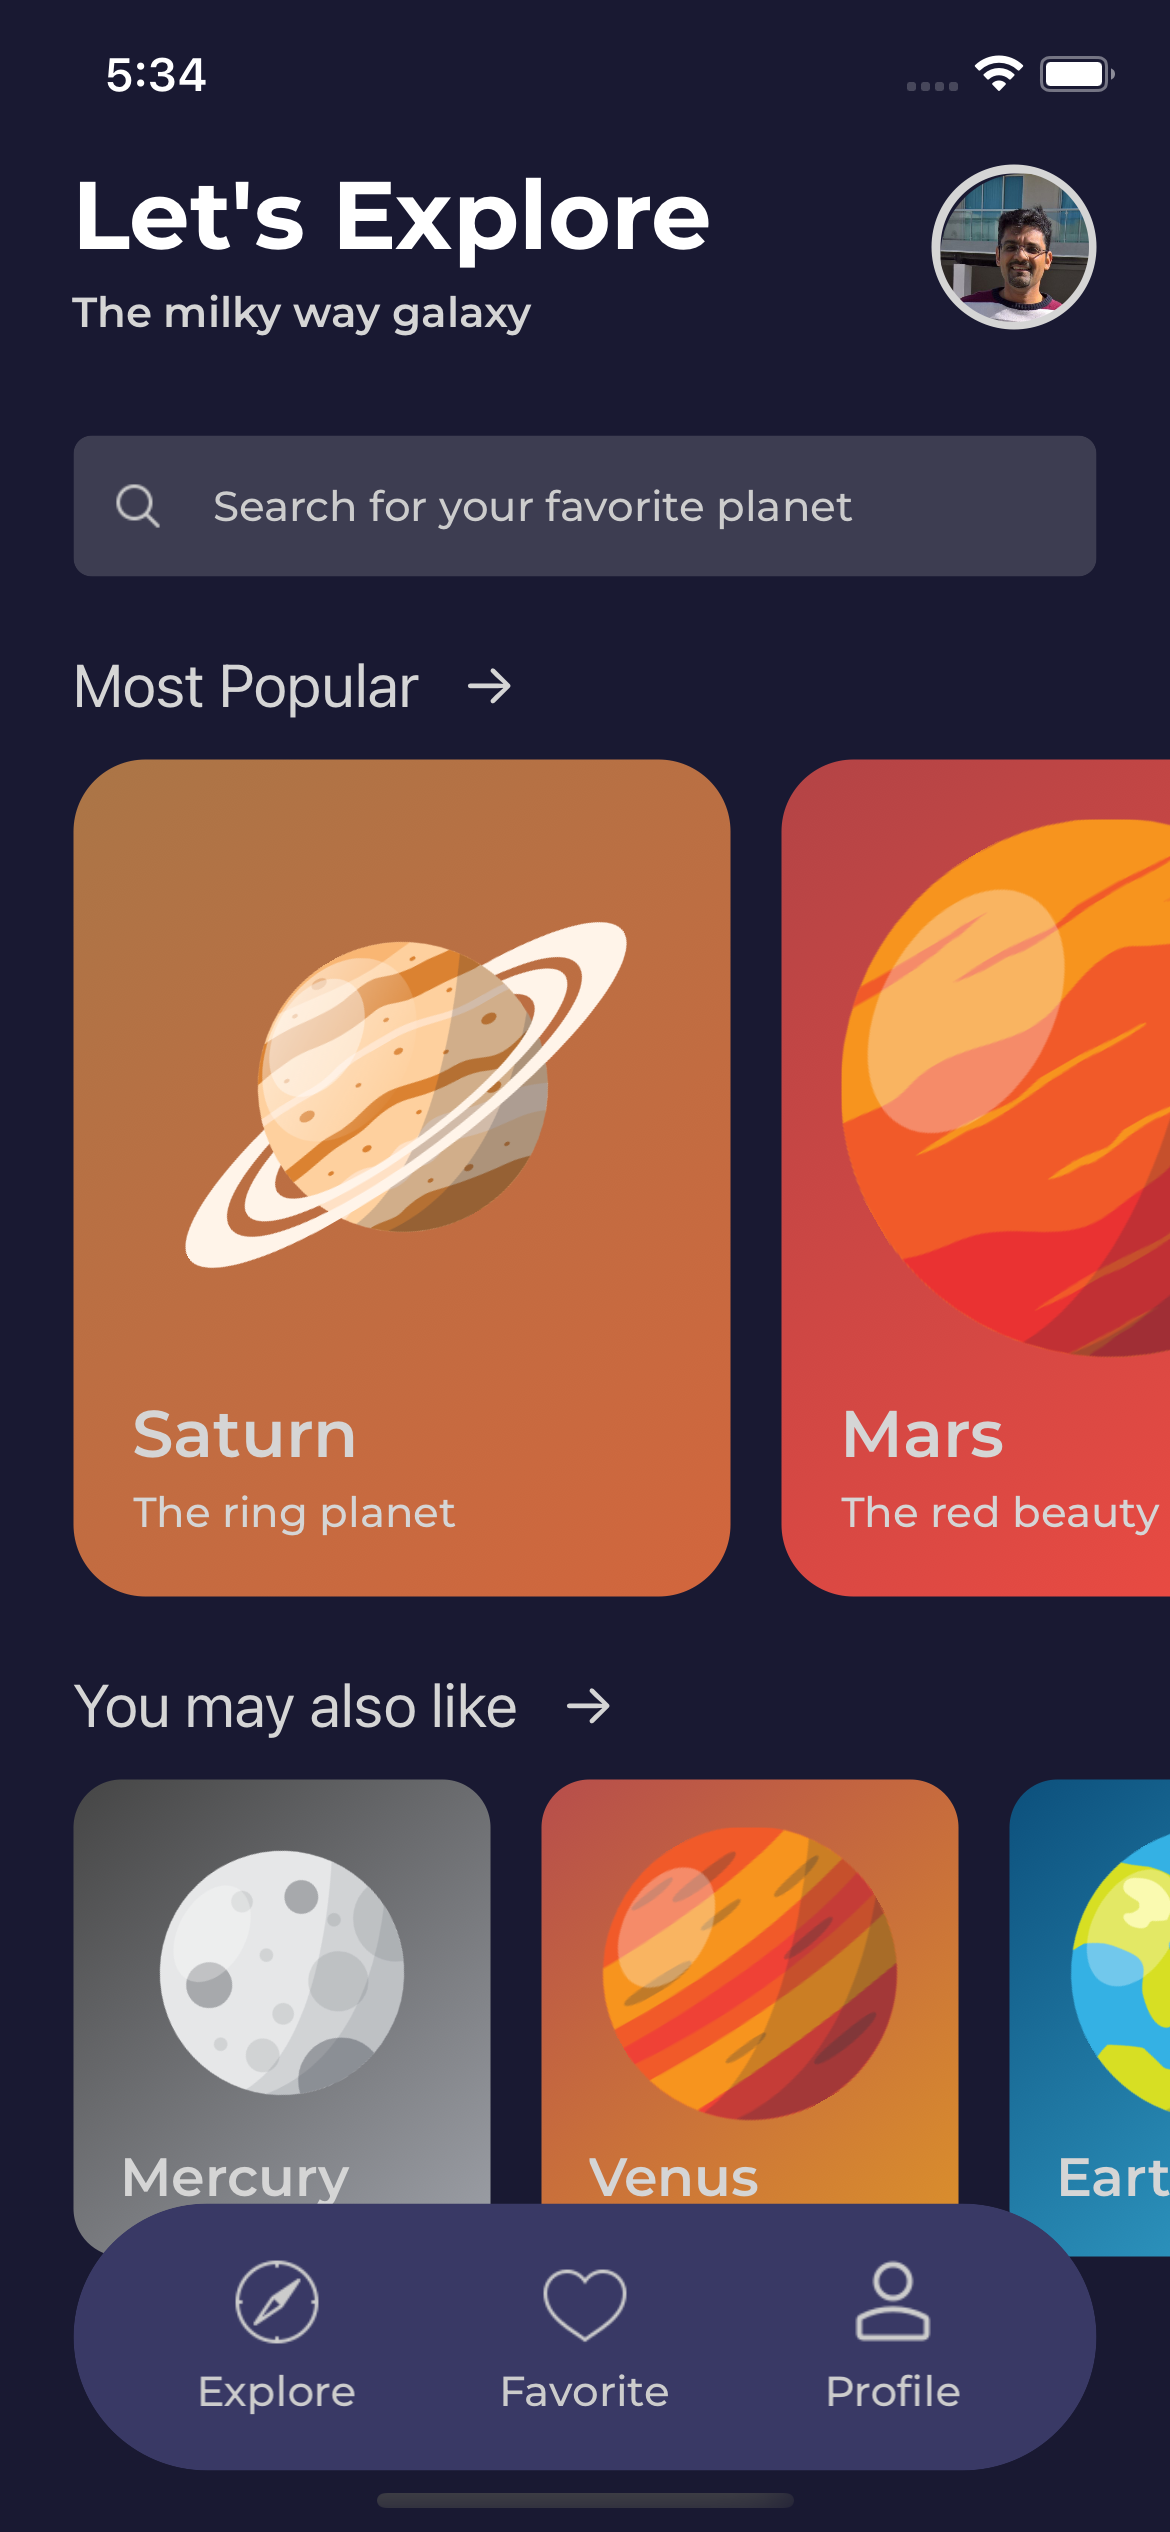 5:34
Let's Explore
The milky way galaxy
Search for your favorite planet
Most Popular
Saturn
The ring planet
Mars
The red beauty
You may also like
Mercury
Venus
Eart
Explore
Favorite
Profile